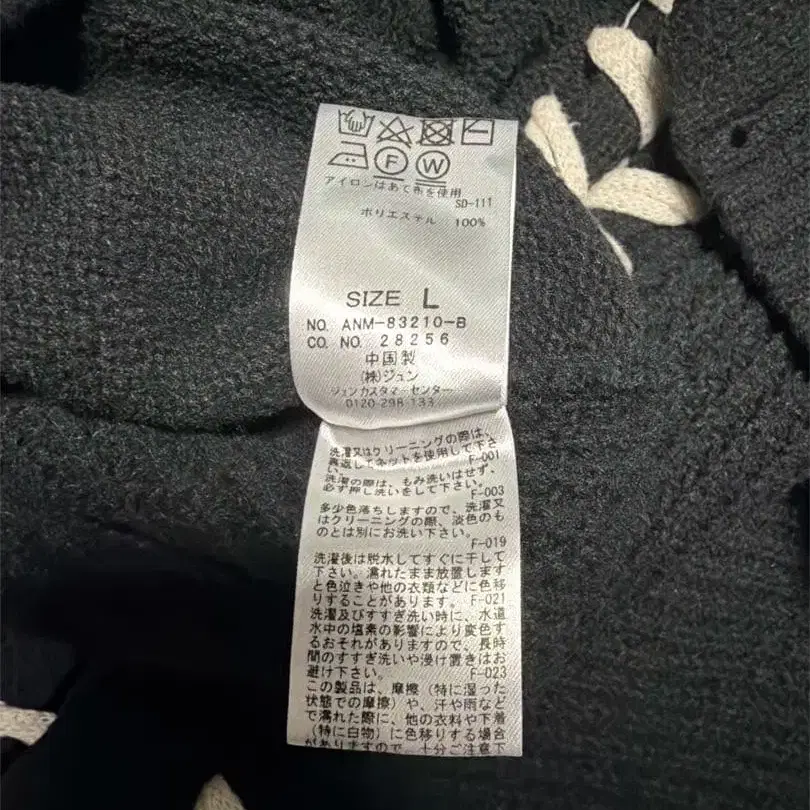 F W
アイロンはあて布を使用
SD-111
ポリエステル 100%
SIZE L
NO. ANM-83210-B
CO. NO. 28256
中国製
(株)ジュン
ジュンカスタマーセンター
0120-298-133
洗濯又はクリーニングの際は、
裏返してネットを使用して下さ
い。 F-001
洗濯の際は、もみ洗いはせず、
必ず押し洗いをして下さい。
F-003
多少色落ちしますので、洗濯又
はクリーニングの際、淡色のも
のとは別にお洗い下さい。
F-019
洗濯後は脱水してすぐに干して
下さい。濡れたまま放置します
と色泣きや他の衣類などに色移
りすることがあります。 F-021
洗濯及びすすぎ洗い時に、水道
水中の塩素の影響により変色す
るおそれがありますので、長時
間のすすぎ洗いや浸け置きはお
避け下さい。 F-023
この製品は、摩擦(特に湿った
状態での摩擦)や、汗や雨など
で濡れた際に、他の衣料や下着
(特に白物)に色移りする場合
がありますので、十分ご注意下